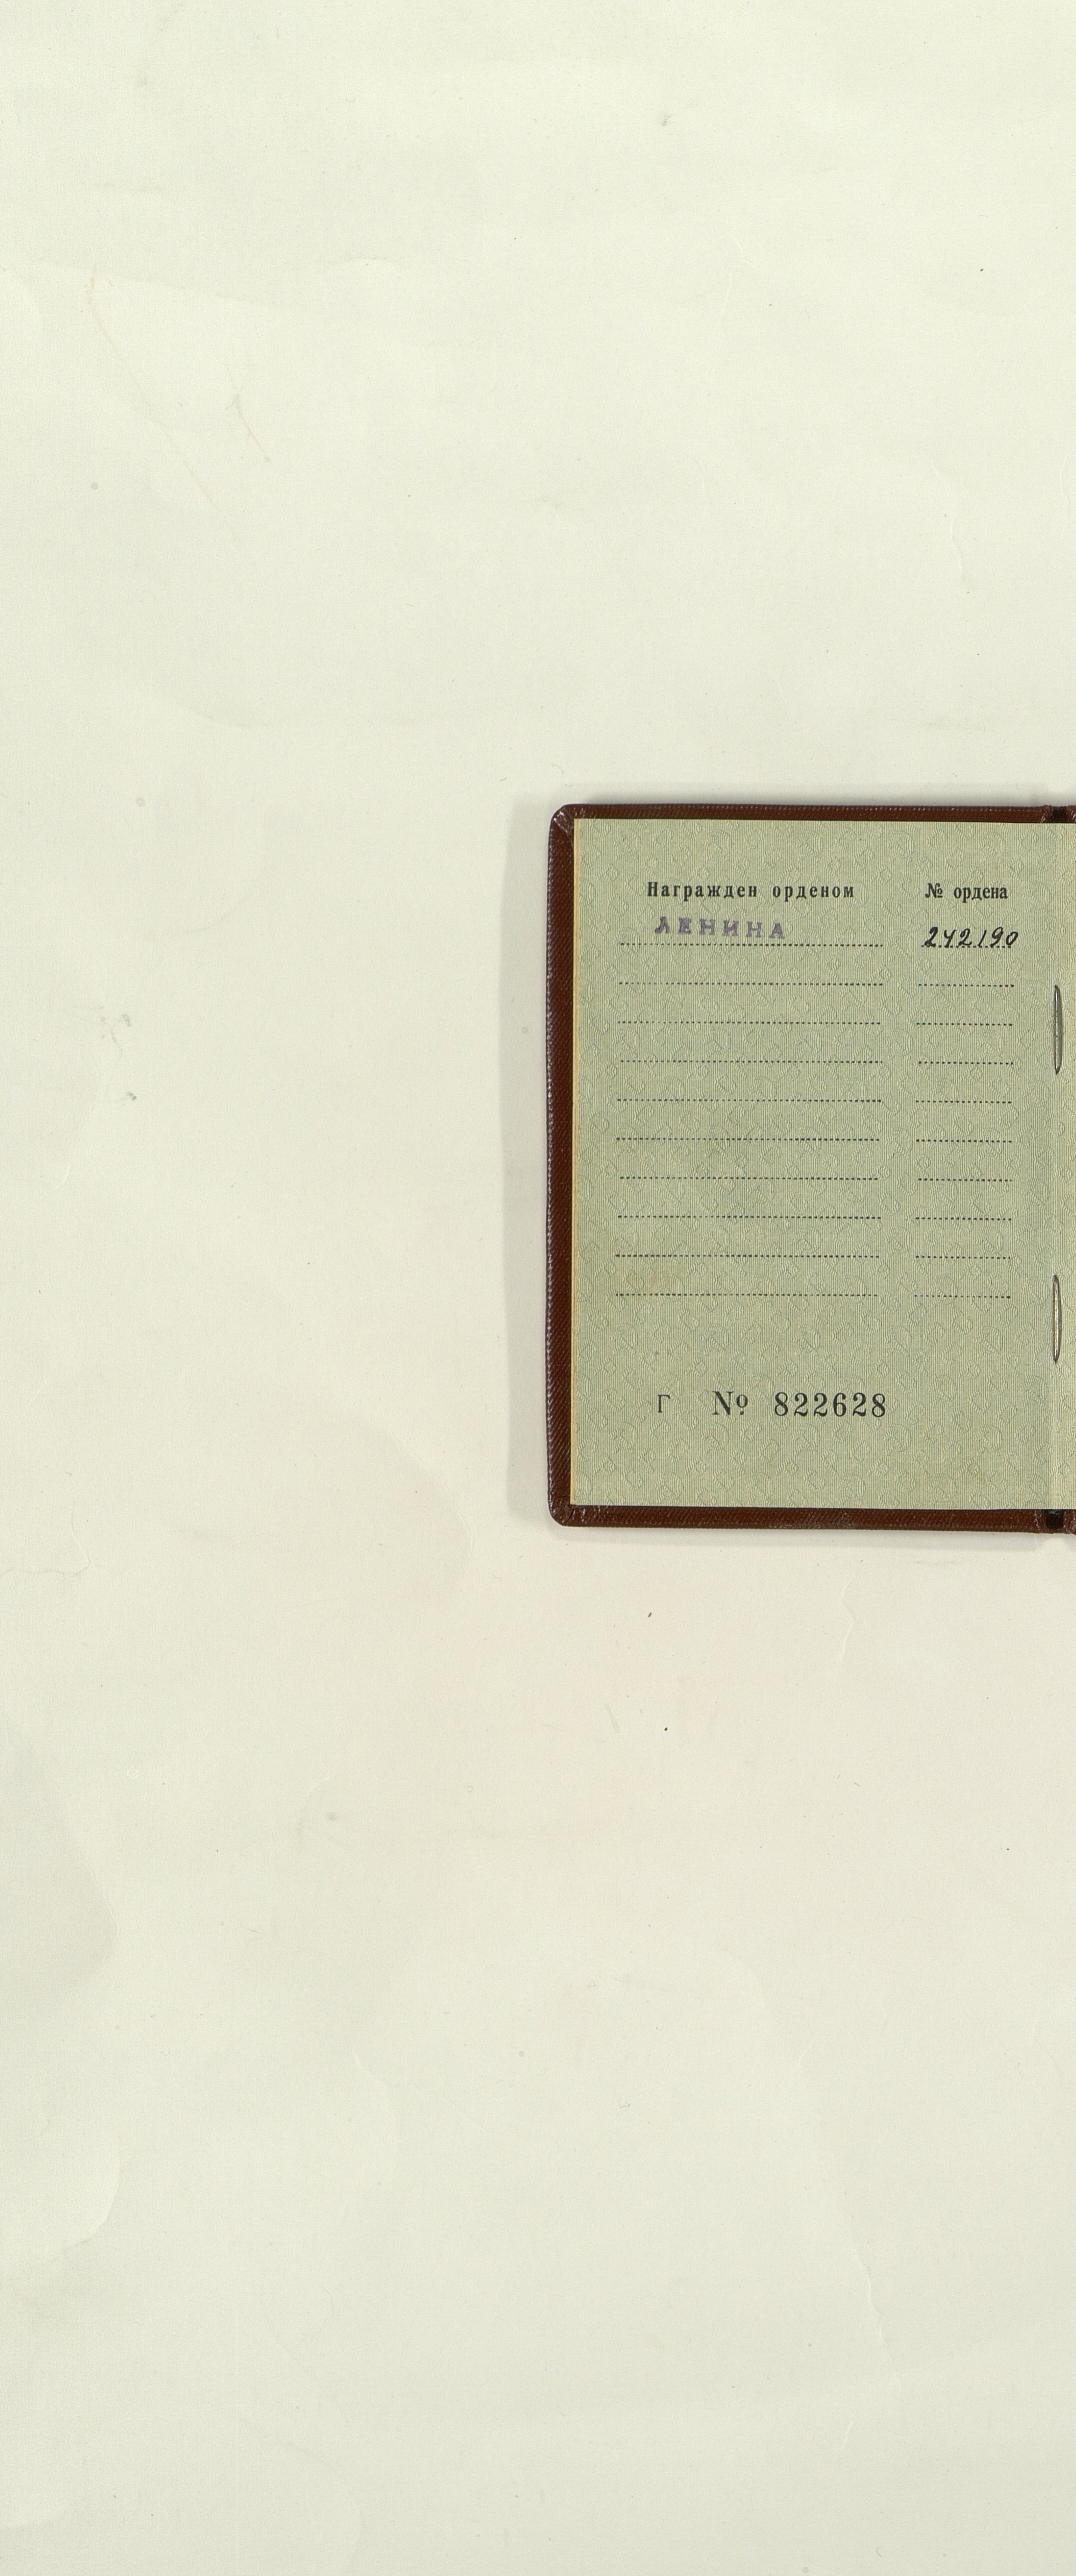 Награжден орденом № ордена
ЛЕНИНА 242190
Г № 822628